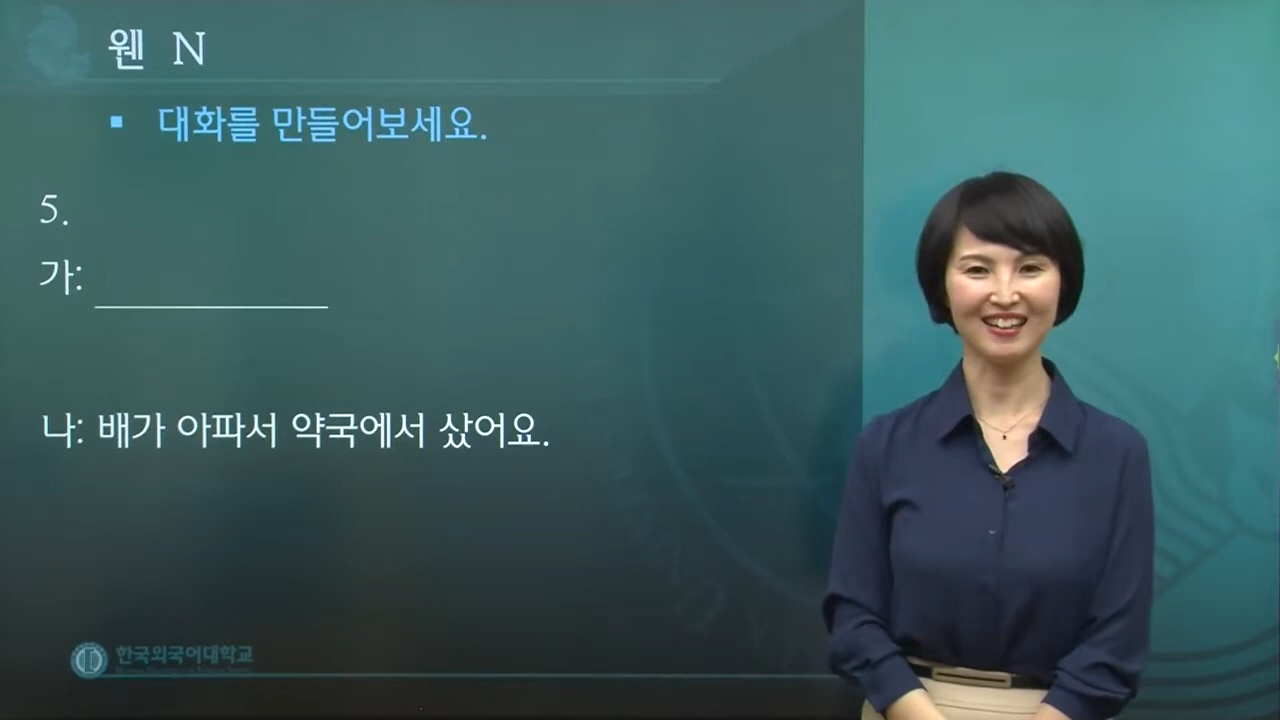 웬 N
▪ 대화를 만들어보세요.
5.
가: ____________
나: 배가 아파서 약국에서 샀어요.
한국외국어대학교